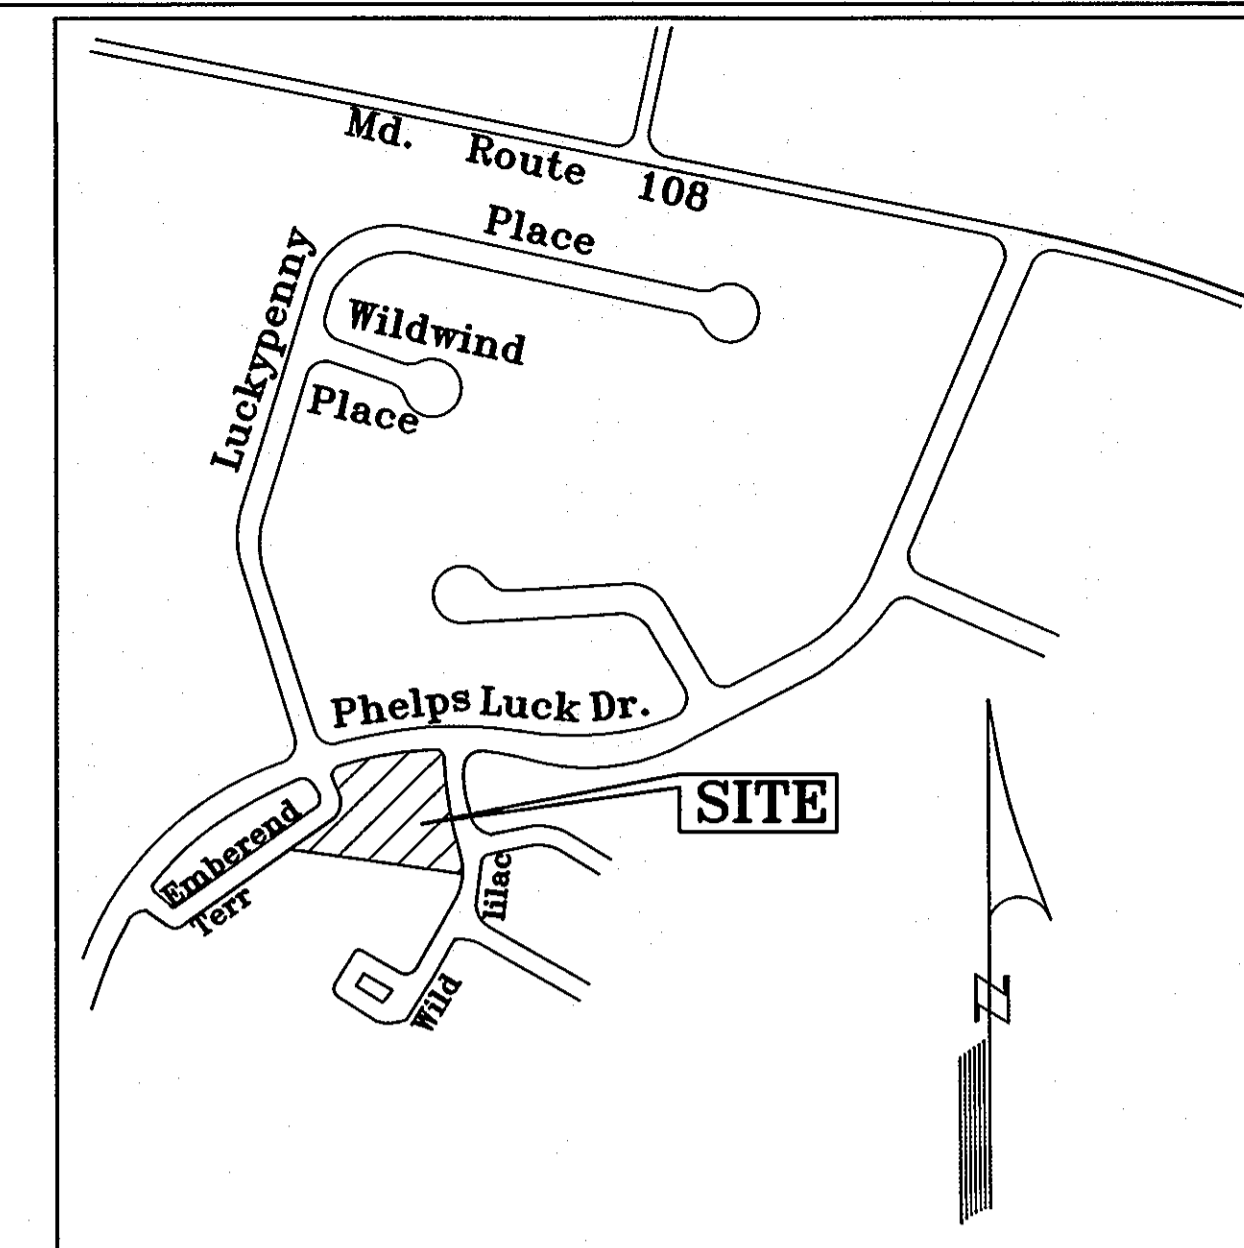 Md. Route 108
Luckypenny Place
Wildwind
Place
Phelps Luck Dr.
SITE
Emberend
Terr
Wild lilac
N